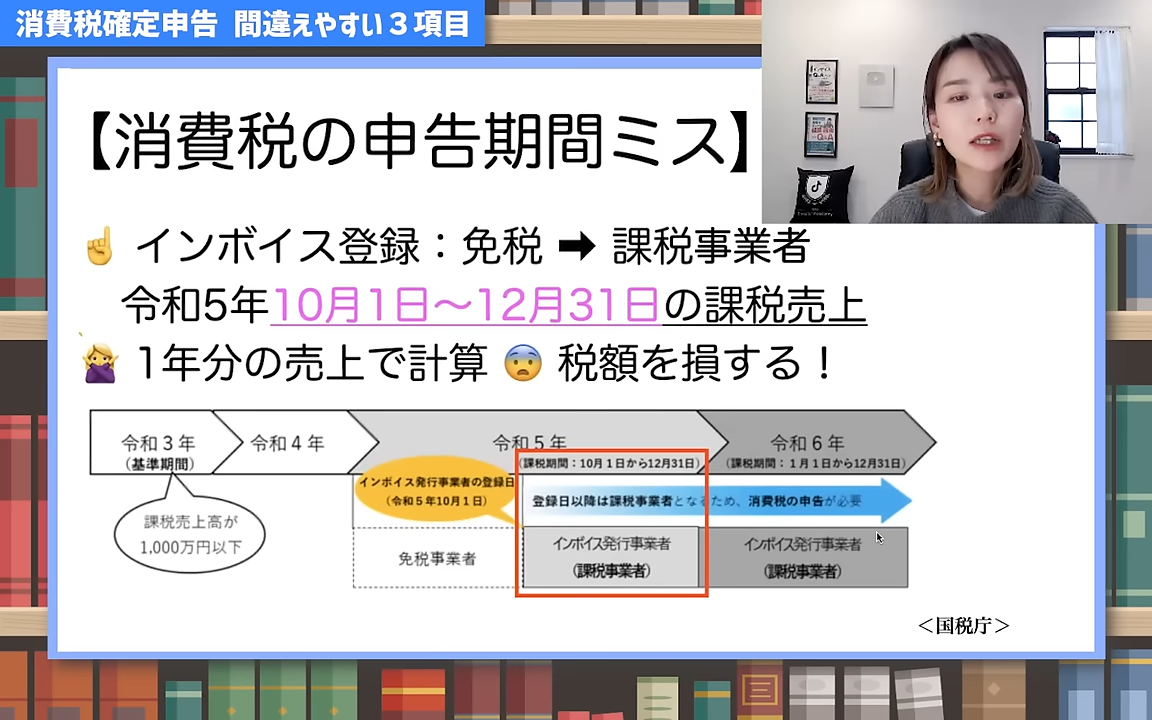 消費税確定申告 間違えやすい３項目
【消費税の申告期間ミス】
☝️ インボイス登録：免税 ➡ 課税事業者
令和5年10月1日～12月31日の課税売上
🙅‍♀️ 1年分の売上で計算 😨 税額を損する！
令和３年
（基準期間）
令和４年
令和５年
（課税期間：10月１日から12月31日）
令和６年
（課税期間：１月１日から12月31日）
インボイス発行事業者の登録日
（令和５年10月１日）
登録日以降は課税事業者となるため、消費税の申告が必要
課税売上高が
1,000万円以下
免税事業者
インボイス発行事業者
（課税事業者）
インボイス発行事業者
（課税事業者）
＜国税庁＞